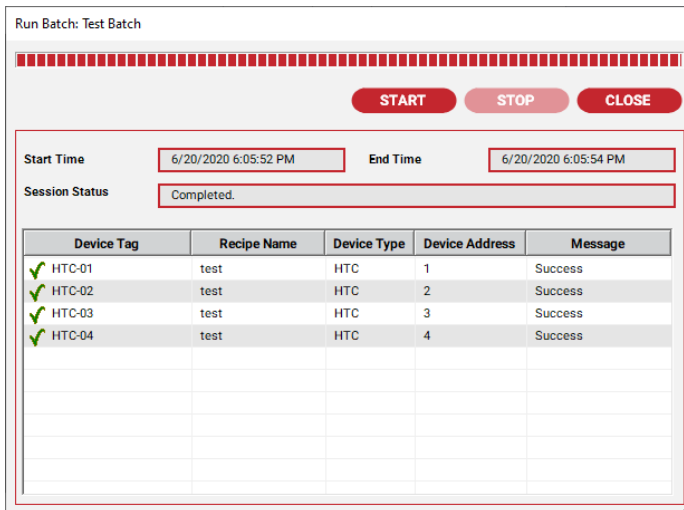 Run Batch: Test Batch
START STOP CLOSE
Start Time 6/20/2020 6:05:52 PM End Time 6/20/2020 6:05:54 PM
Session Status Completed.
Device Tag Recipe Name Device Type Device Address Message
HTC-01 test HTC 1 Success
HTC-02 test HTC 2 Success
HTC-03 test HTC 3 Success
HTC-04 test HTC 4 Success